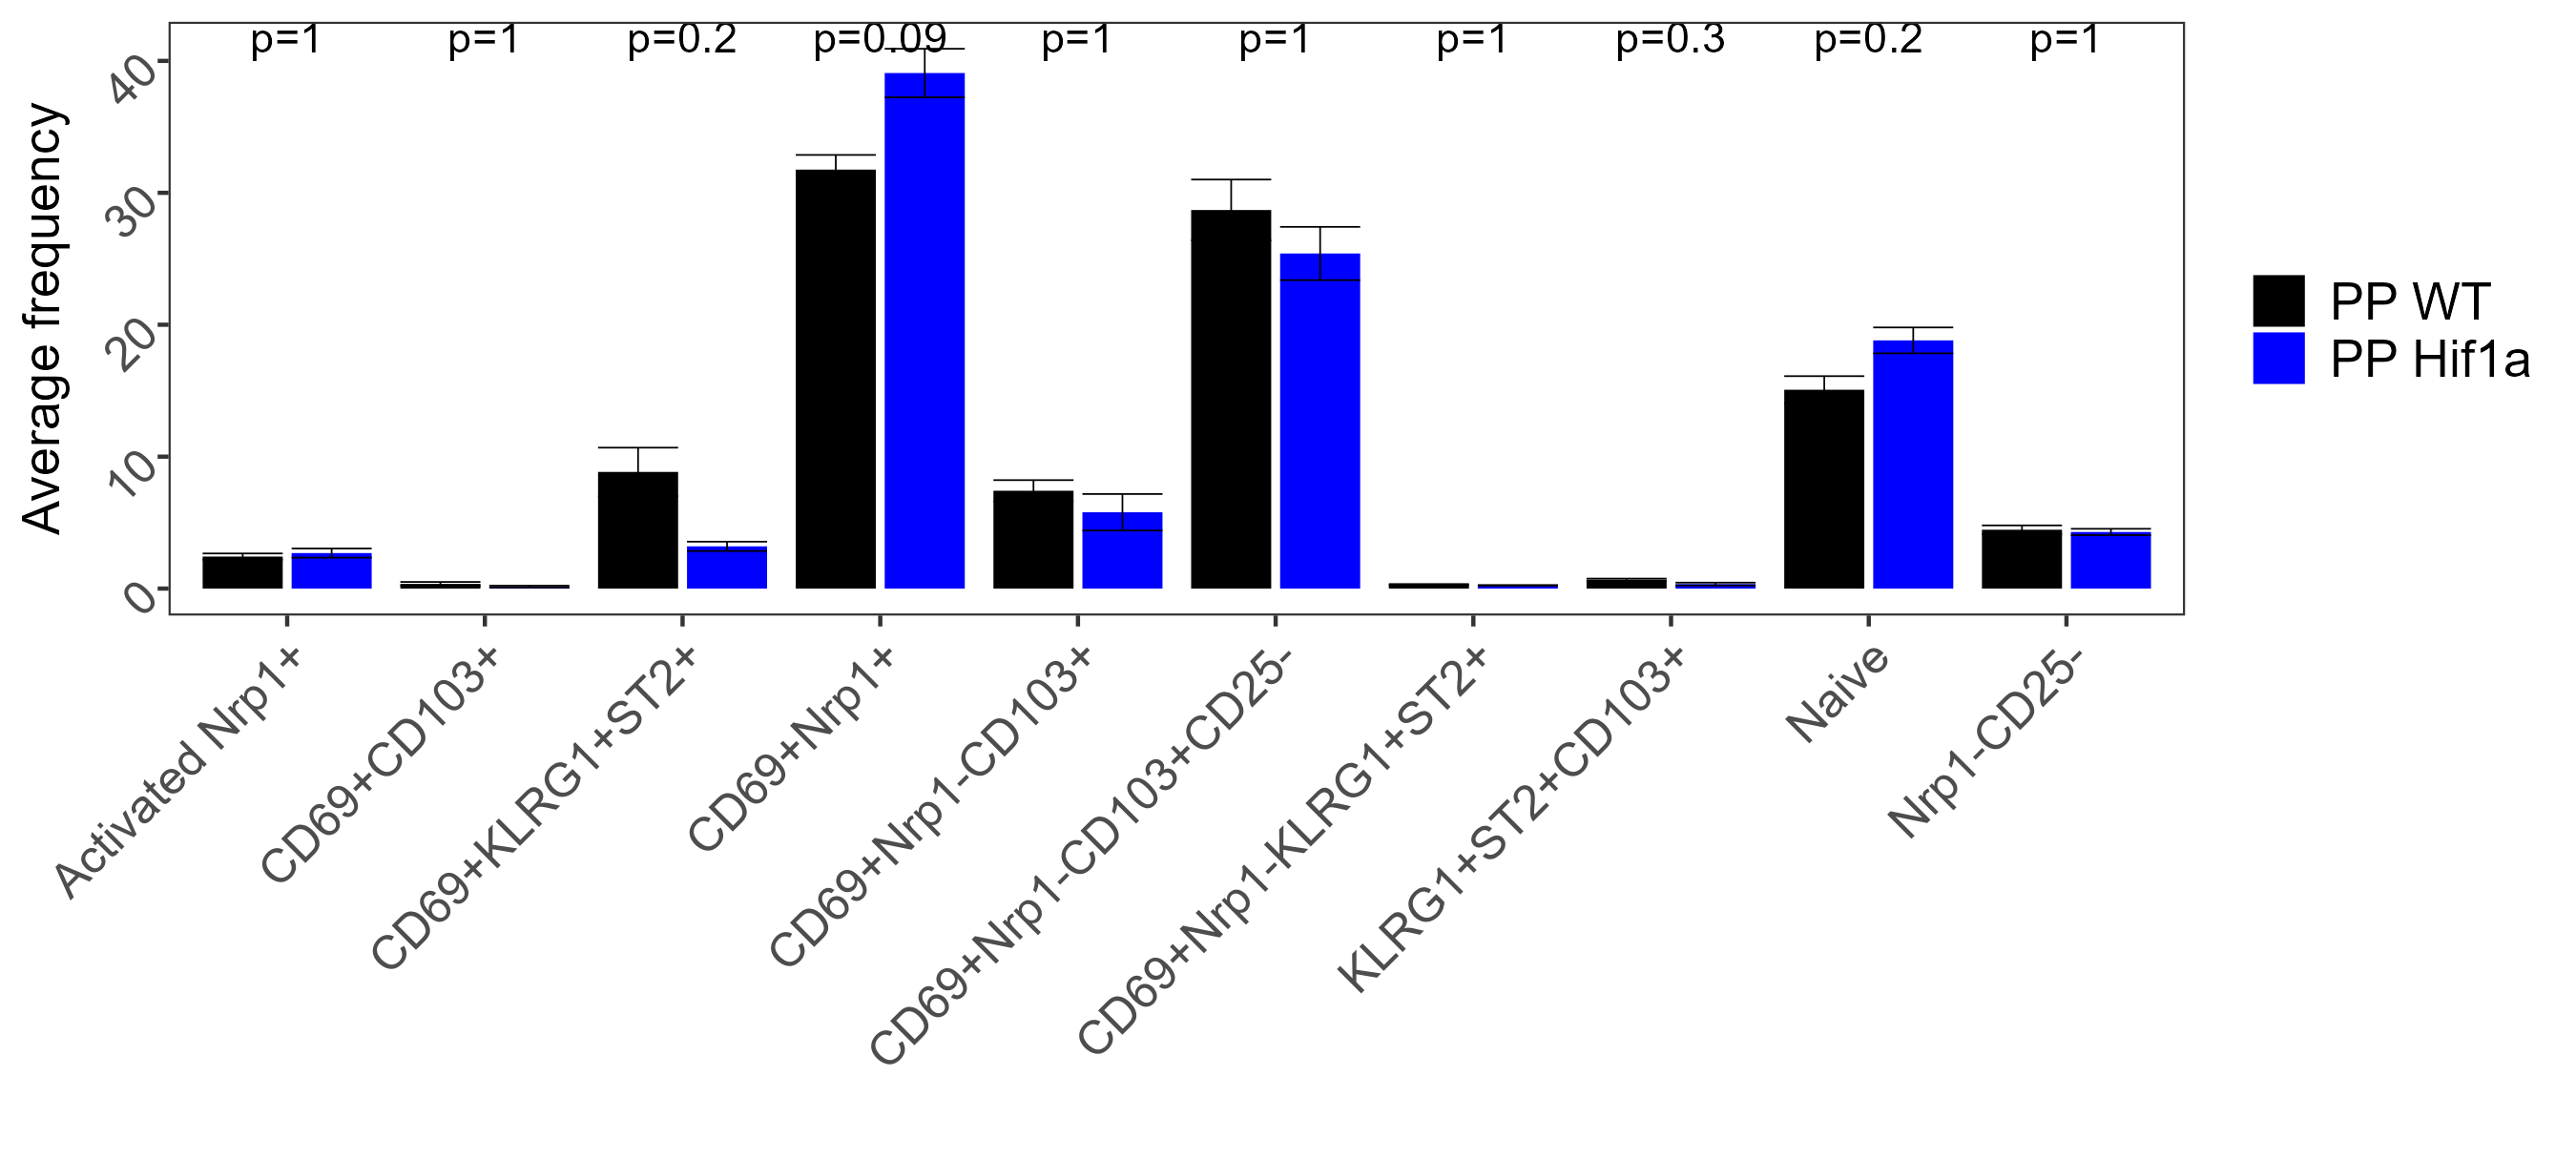 p=1
p=1
p=0.2
p=0.09
p=1
p=1
p=1
p=0.3
p=0.2
p=1
Average frequency
40
30
20
10
0
PP WT
PP Hif1a
Activated Nrp1+
CD69+CD103+
CD69+KLRG1+ST2+
CD69+Nrp1+
CD69+Nrp1-CD103+
CD69+Nrp1-CD103+CD25-
CD69+Nrp1-KLRG1+ST2+
KLRG1+ST2+CD103+
Naive
Nrp1-CD25-